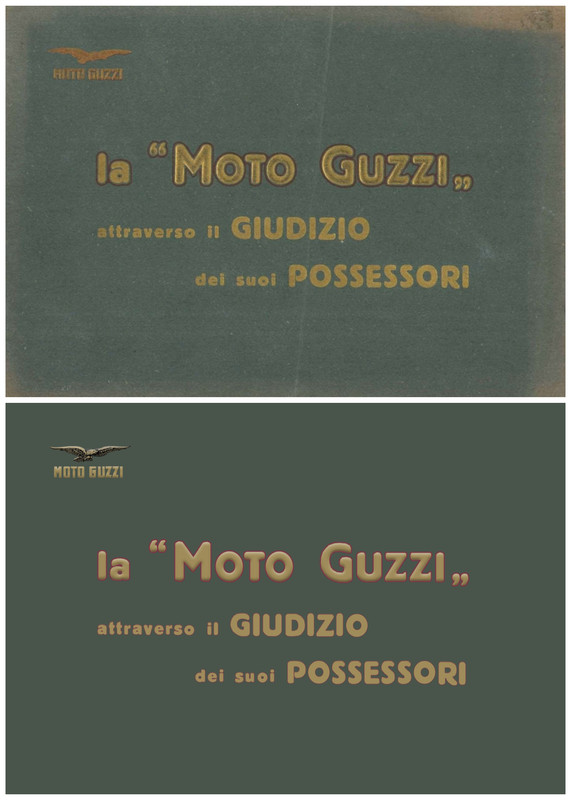 MOTO GUZZI
la “MOTO GUZZI„
attraverso il GIUDIZIO
dei suoi POSSESSORI
MOTO GUZZI
la “MOTO GUZZI„
attraverso il GIUDIZIO
dei suoi POSSESSORI